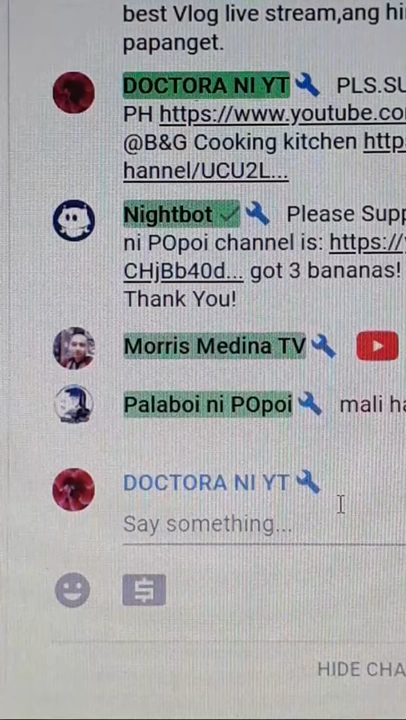 best Vlog live stream,ang hi
papanget.
DOCTORA NI YT PLS.SU
PH https://www.youtube.co
@B&G Cooking kitchen http
hannel/UCU2L...
Nightbot Please Supp
ni POpoi channel is: https://y
CHjBb40d... got 3 bananas!
Thank You!
Morris Medina TV
Palaboi ni POpoi mali ha
DOCTORA NI YT
Say something...
HIDE CHA